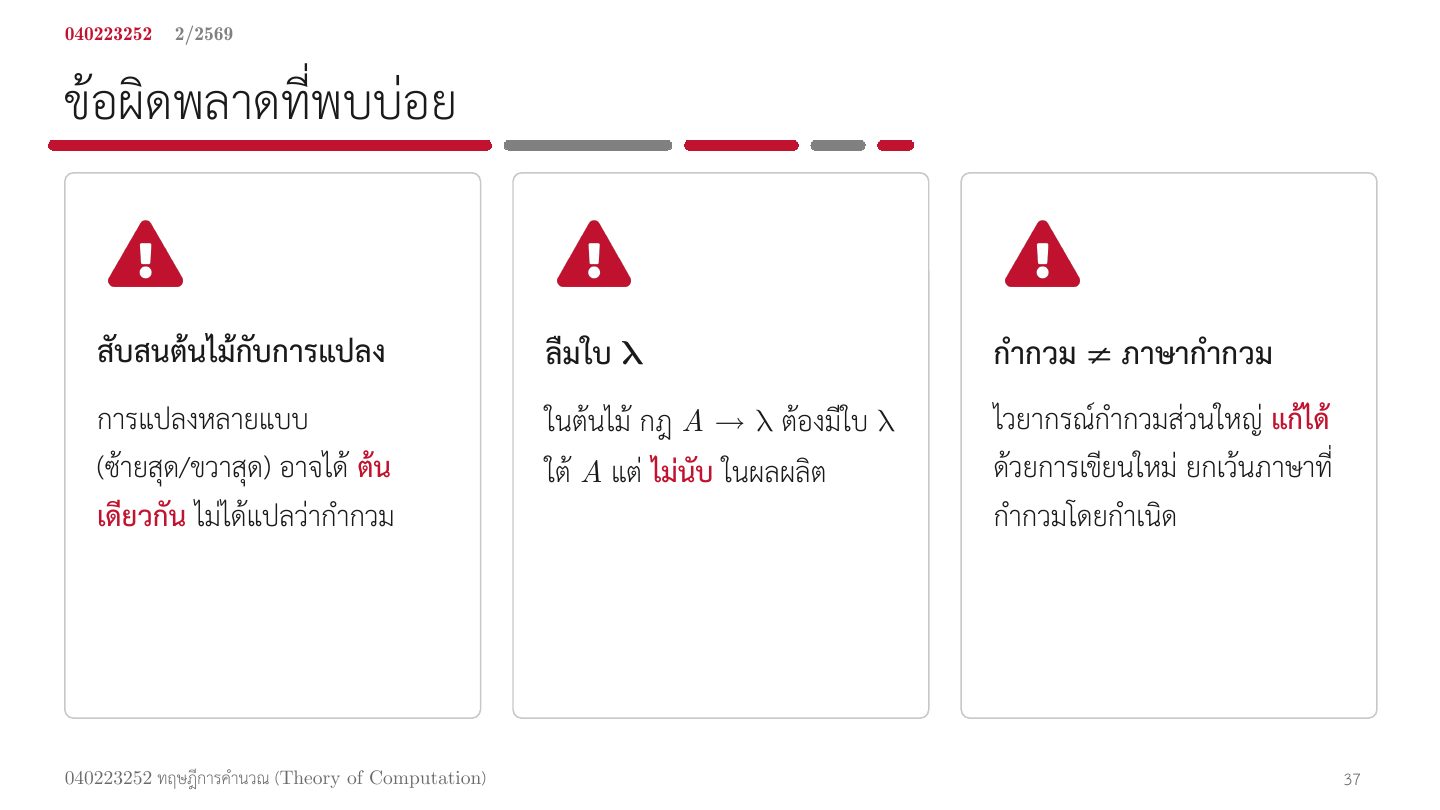 040223252 2/2569
ข้อผิดพลาดที่พบบ่อย
สับสนต้นไม้กับการแปลง
การแปลงหลายแบบ
(ซ้ายสุด/ขวาสุด) อาจได้ ต้น
เดียวกัน ไม่ได้แปลว่ากำกวม
ลืมใบ λ
ในต้นไม้ กฎ A → λ ต้องมีใบ λ
ใต้ A แต่ ไม่นับ ในผลผลิต
กำกวม ≠ ภาษากำกวม
ไวยากรณ์กำกวมส่วนใหญ่ แก้ได้
ด้วยการเขียนใหม่ ยกเว้นภาษาที่
กำกวมโดยกำเนิด
040223252 ทฤษฎีการคำนวณ (Theory of Computation)
37